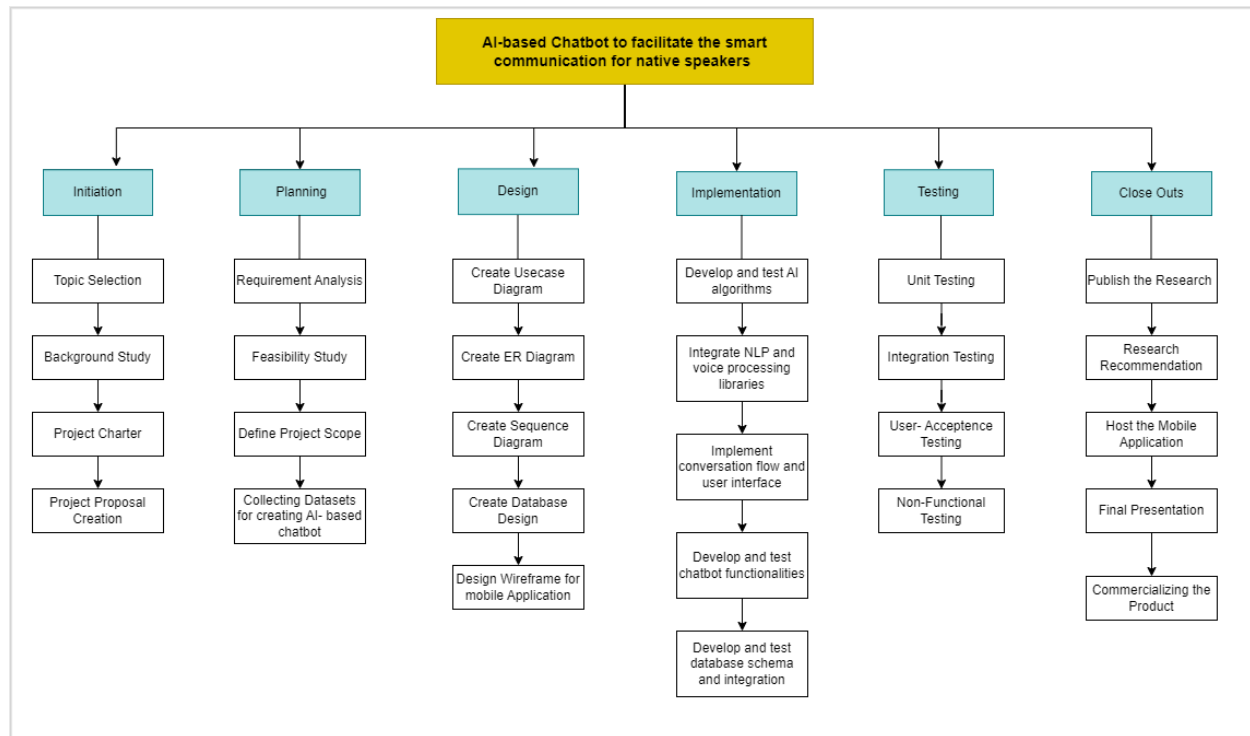 AI-based Chatbot to facilitate the smart
communication for native speakers
Initiation
Planning
Design
Implementation
Testing
Close Outs
Topic Selection
Background Study
Project Charter
Project Proposal
Creation
Requirement Analysis
Feasibility Study
Define Project Scope
Collecting Datasets
for creating AI- based
chatbot
Create Usecase
Diagram
Create ER Diagram
Create Sequence
Diagram
Create Database
Design
Design Wireframe for
mobile Application
Develop and test AI
algorithms
Integrate NLP and
voice processing
libraries
Implement
conversation flow and
user interface
Develop and test
chatbot functionalities
Develop and test
database schema
and integration
Unit Testing
Integration Testing
User- Acceptence
Testing
Non-Functional
Testing
Publish the Research
Research
Recommendation
Host the Mobile
Application
Final Presentation
Commercializing the
Product